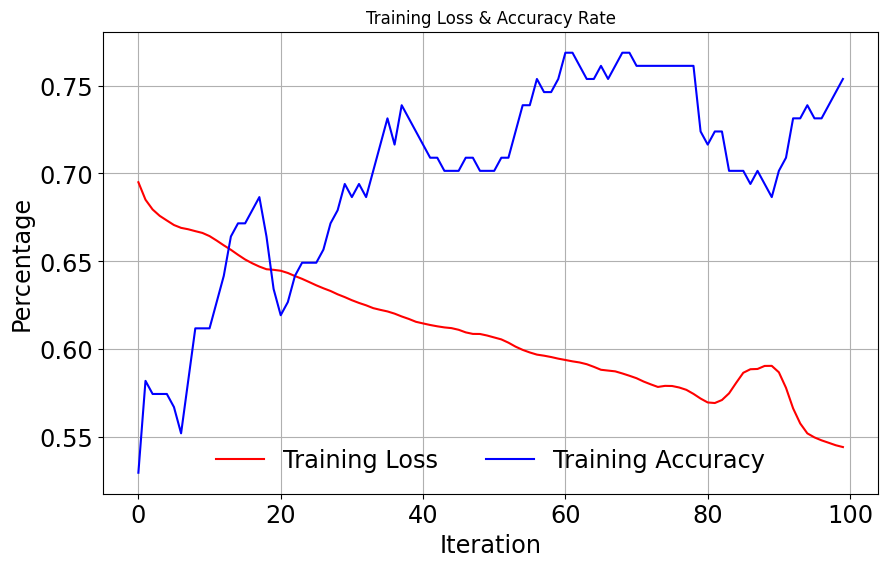 Training Loss & Accuracy Rate
0.75
0.70
0.65
0.60
0.55
Percentage
Training Loss Training Accuracy
0 20 40 60 80 100
Iteration